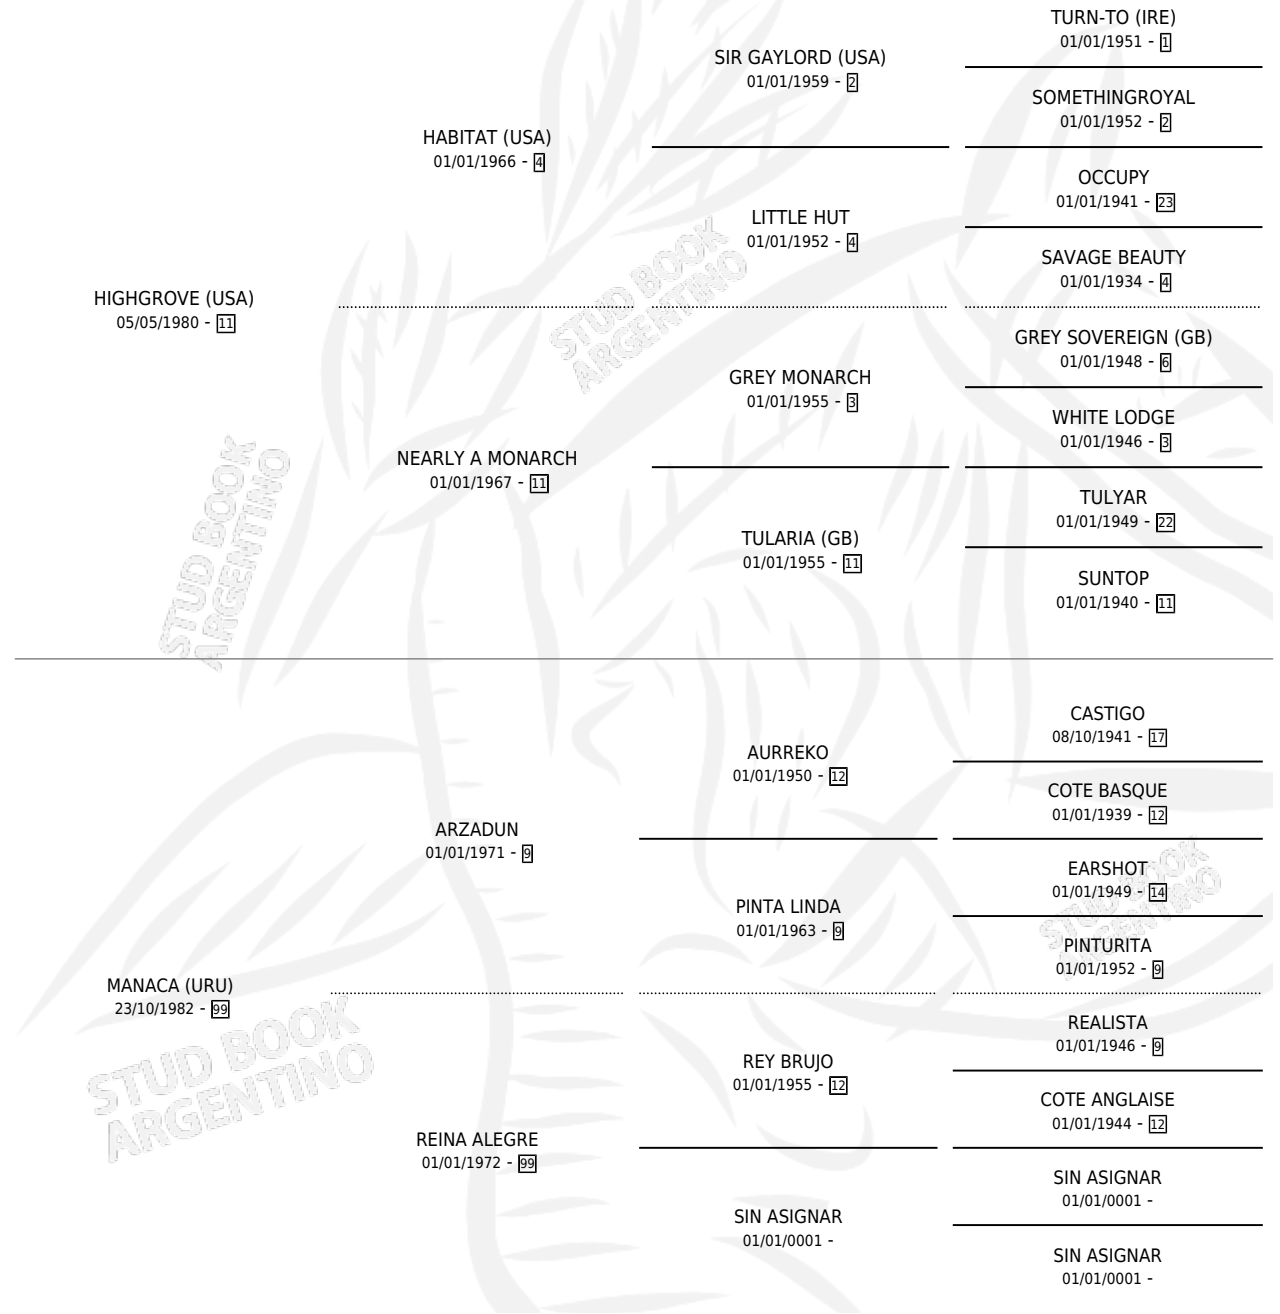 TURN-TO (IRE)
01/01/1951 - 1
SIR GAYLORD (USA)
01/01/1959 - 2
SOMETHINGROYAL
01/01/1952 - 2
HABITAT (USA)
01/01/1966 - 4
OCCUPY
01/01/1941 - 23
LITTLE HUT
01/01/1952 - 4
SAVAGE BEAUTY
01/01/1934 - 4
HIGHGROVE (USA)
05/05/1980 - 11
GREY SOVEREIGN (GB)
01/01/1948 - 6
GREY MONARCH
01/01/1955 - 3
WHITE LODGE
01/01/1946 - 3
NEARLY A MONARCH
01/01/1967 - 11
TULYAR
01/01/1949 - 22
TULARIA (GB)
01/01/1955 - 11
SUNTOP
01/01/1940 - 11
CASTIGO
08/10/1941 - 17
AURREKO
01/01/1950 - 12
COTE BASQUE
01/01/1939 - 12
ARZADUN
01/01/1971 - 9
EARSHOT
01/01/1949 - 14
PINTA LINDA
01/01/1963 - 9
PINTURITA
01/01/1952 - 9
MANACA (URU)
23/10/1982 - 99
REALISTA
01/01/1946 - 9
REY BRUJO
01/01/1955 - 12
COTE ANGLAISE
01/01/1944 - 12
REINA ALEGRE
01/01/1972 - 99
SIN ASIGNAR
01/01/0001 -
SIN ASIGNAR
01/01/0001 -
SIN ASIGNAR
01/01/0001 -
STUD BOOK
ARGENTINO
STUD BOOK
ARGENTINO
STUD BOOK
ARGENTINO
STUD BOOK
ARGENTINO